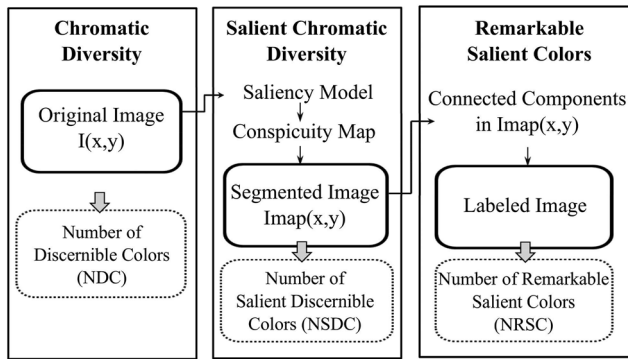 Chromatic
Diversity
Original Image
I(x,y)
Number of
Discernible Colors
(NDC)
Salient Chromatic
Diversity
Saliency Model
Conspicuity Map
Segmented Image
Imap(x,y)
Number of
Salient Discernible
Colors (NSDC)
Remarkable
Salient Colors
Connected Components
in Imap(x,y)
Labeled Image
Number of Remarkable
Salient Colors
(NRSC)